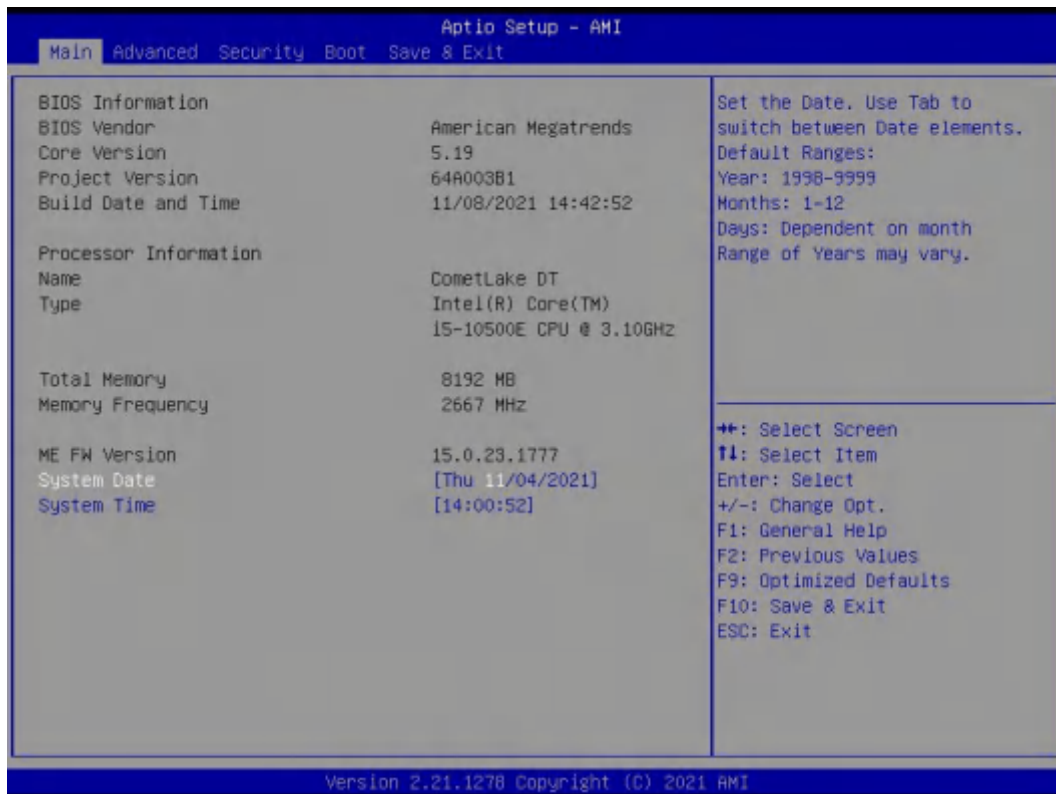 Aptio Setup - AMI
Main Advanced Security Boot Save & Exit
BIOS Information
BIOS Vendor American Megatrends
Core Version 5.19
Project Version 64A003B1
Build Date and Time 11/08/2021 14:42:52
Processor Information
Name CometLake DT
Type Intel(R) Core(TM)
i5-10500E CPU @ 3.10GHz
Total Memory 8192 MB
Memory Frequency 2667 MHz
ME FW Version 15.0.23.1777
System Date [Thu 11/04/2021]
System Time [14:00:52]
Set the Date. Use Tab to
switch between Date elements.
Default Ranges:
Year: 1998-9999
Months: 1-12
Days: Dependent on month
Range of Years may vary.
→←: Select Screen
↑↓: Select Item
Enter: Select
+/-: Change Opt.
F1: General Help
F2: Previous Values
F9: Optimized Defaults
F10: Save & Exit
ESC: Exit
Version 2.21.1278 Copyright (C) 2021 AMI